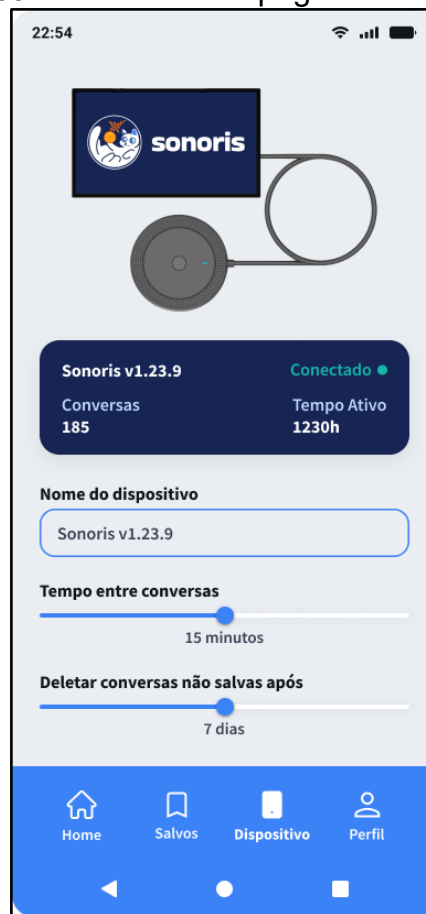 22:54
sonoris
Sonoris v1.23.9 Conectado
Conversas Tempo Ativo
185 1230h
Nome do dispositivo
Sonoris v1.23.9
Tempo entre conversas
15 minutos
Deletar conversas não salvas após
7 dias
Home Salvos Dispositivo Perfil